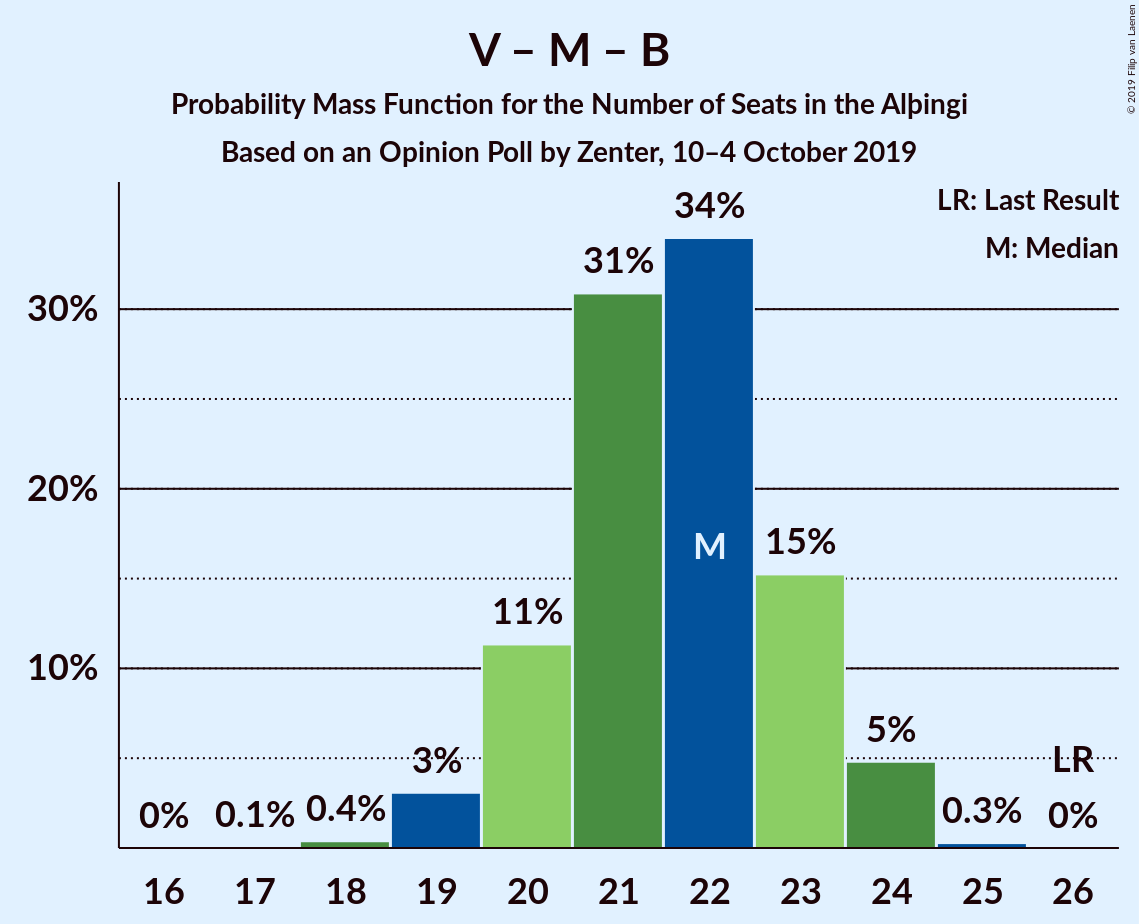 V – M – B
Probability Mass Function for the Number of Seats in the Alþingi
Based on an Opinion Poll by Zenter, 10–4 October 2019
© 2019 Filip van Laenen
LR: Last Result
M: Median
34%
31%
30%
20%
M
15%
11%
10%
5%
3%
LR
0%
0.1%
0.4%
0.3%
0%
16 17 18 19 20 21 22 23 24 25 26